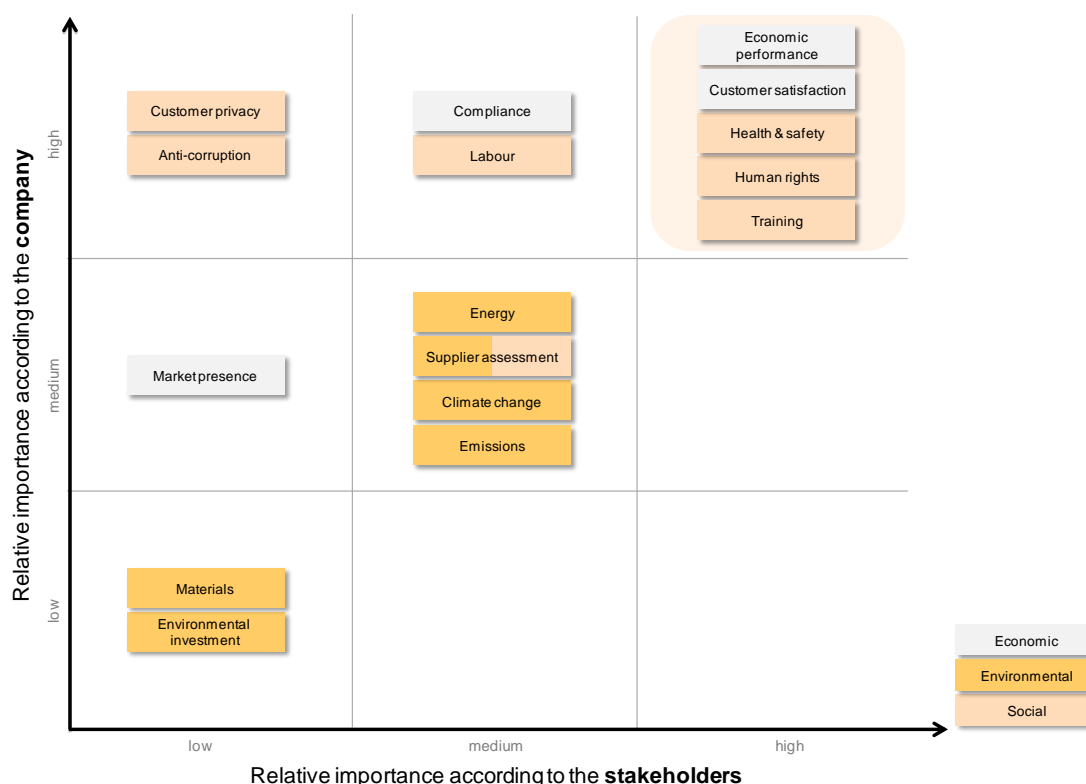 Relative importance according to the company
high
medium
low
Customer privacy
Anti-corruption
Compliance
Labour
Economic
performance
Customer satisfaction
Health & safety
Human rights
Training
Market presence
Energy
Supplier assessment
Climate change
Emissions
Materials
Environmental
investment
Economic
Environmental
Social
low
medium
high
Relative importance according to the stakeholders